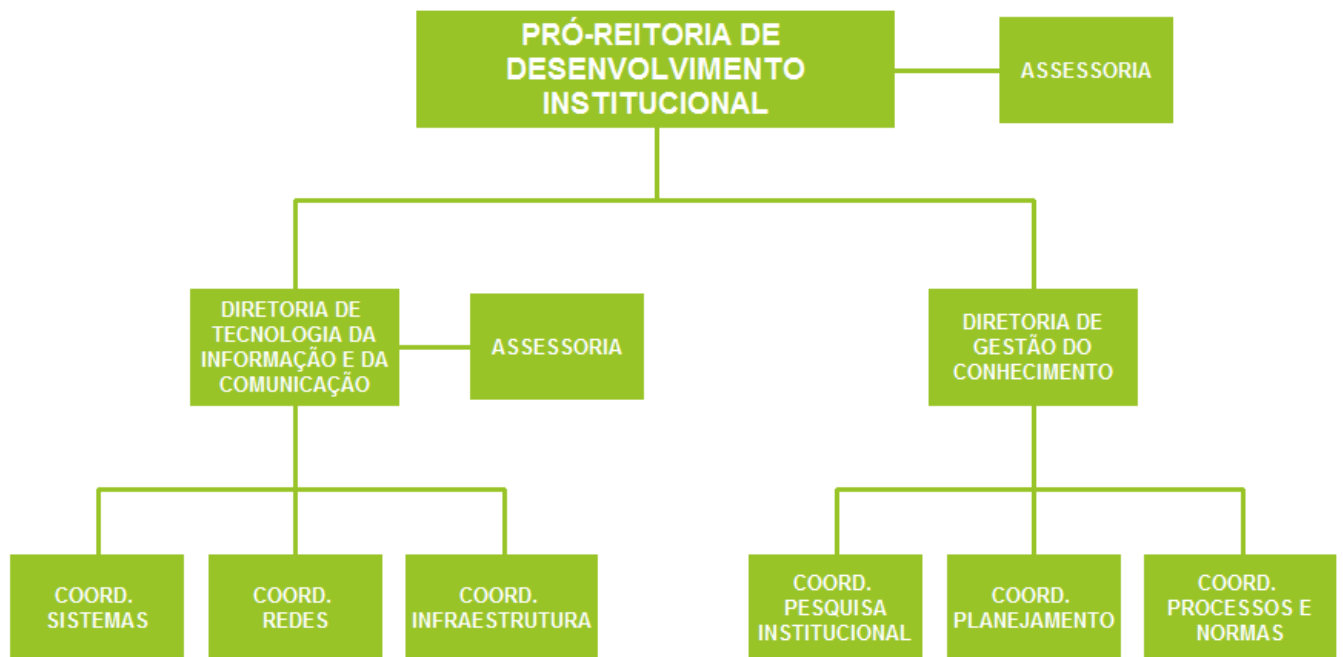 PRÓ-REITORIA DE
DESENVOLVIMENTO
INSTITUCIONAL
ASSESSORIA
DIRETORIA DE
TECNOLOGIA DA
INFORMAÇÃO E DA
COMUNICAÇÃO
ASSESSORIA
DIRETORIA DE
GESTÃO DO
CONHECIMENTO
COORD.
SISTEMAS
COORD.
REDES
COORD.
INFRAESTRUTURA
COORD.
PESQUISA
INSTITUCIONAL
COORD.
PLANEJAMENTO
COORD.
PROCESSOS E
NORMAS